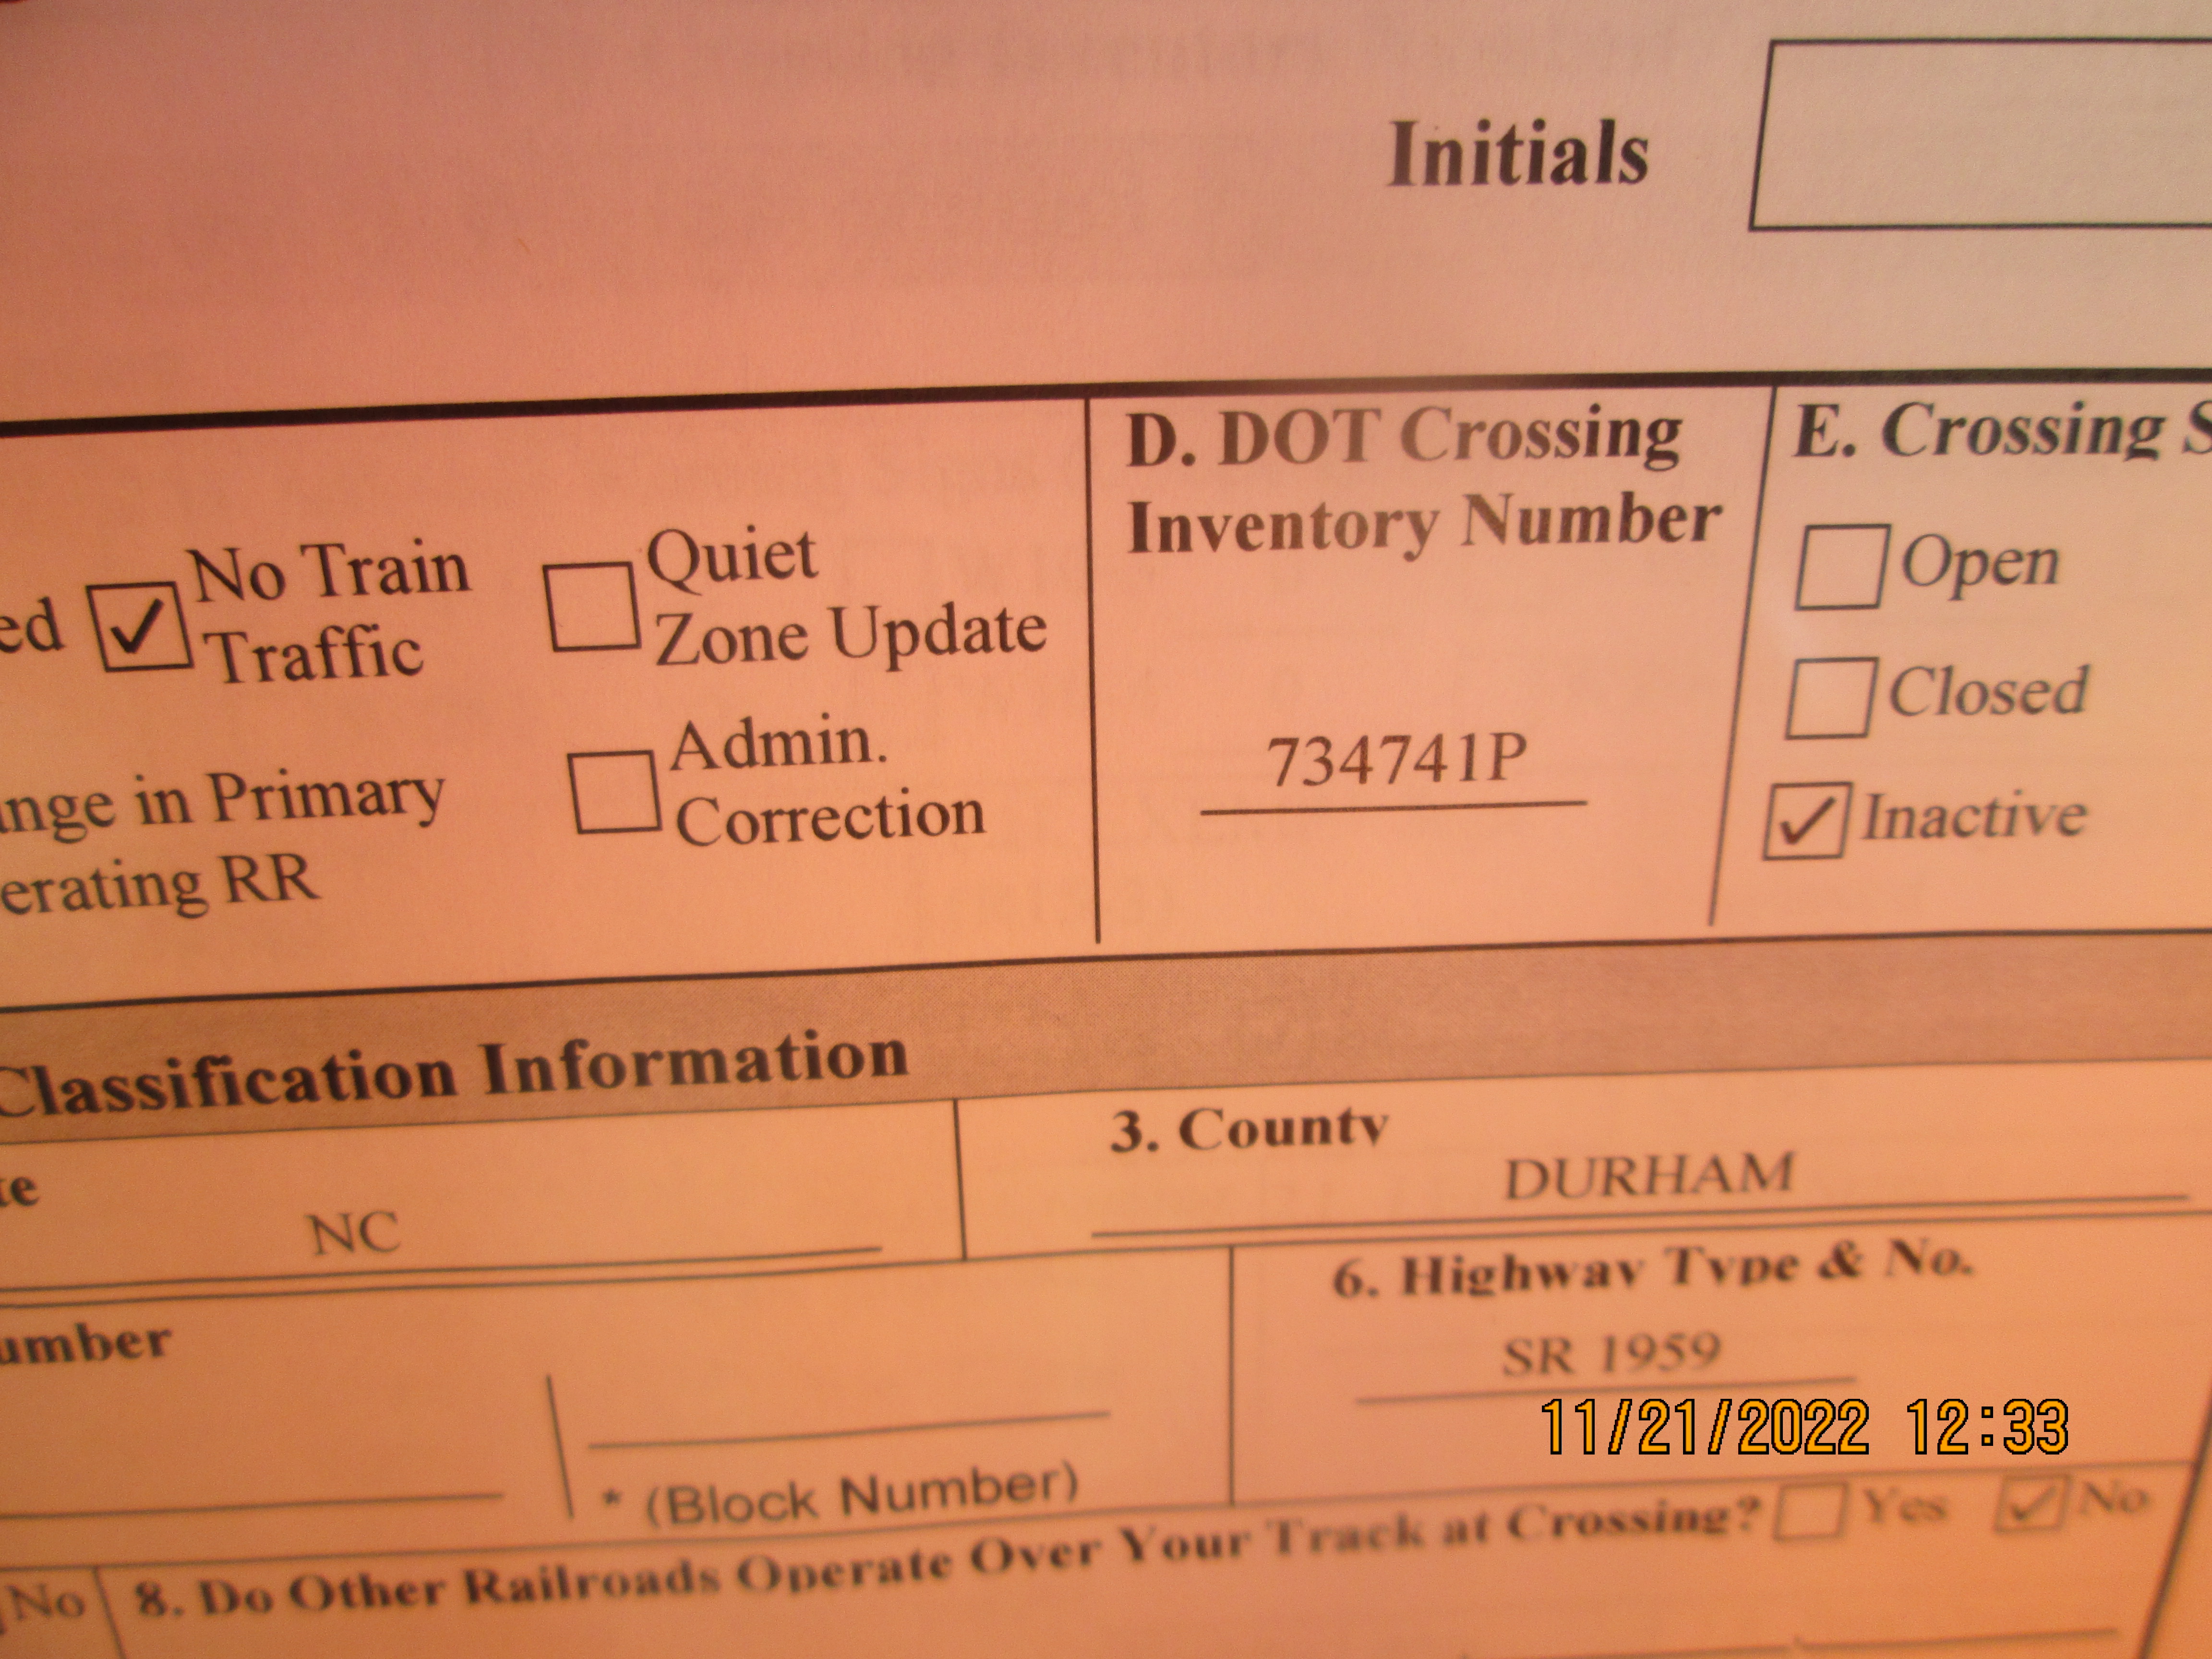 Initials
D. DOT Crossing
Inventory Number
E. Crossing S
No Train
Traffic
ed
Quiet
Zone Update
Open
Closed
Inactive
734741P
nge in Primary
erating RR
Admin.
Correction
Classification Information
te
NC
3. County
DURHAM
umber
* (Block Number)
6. Highway Type & No.
SR 1959
11/21/2022 12:33
No
8. Do Other Railroads Operate Over Your Track at Crossing? Yes No